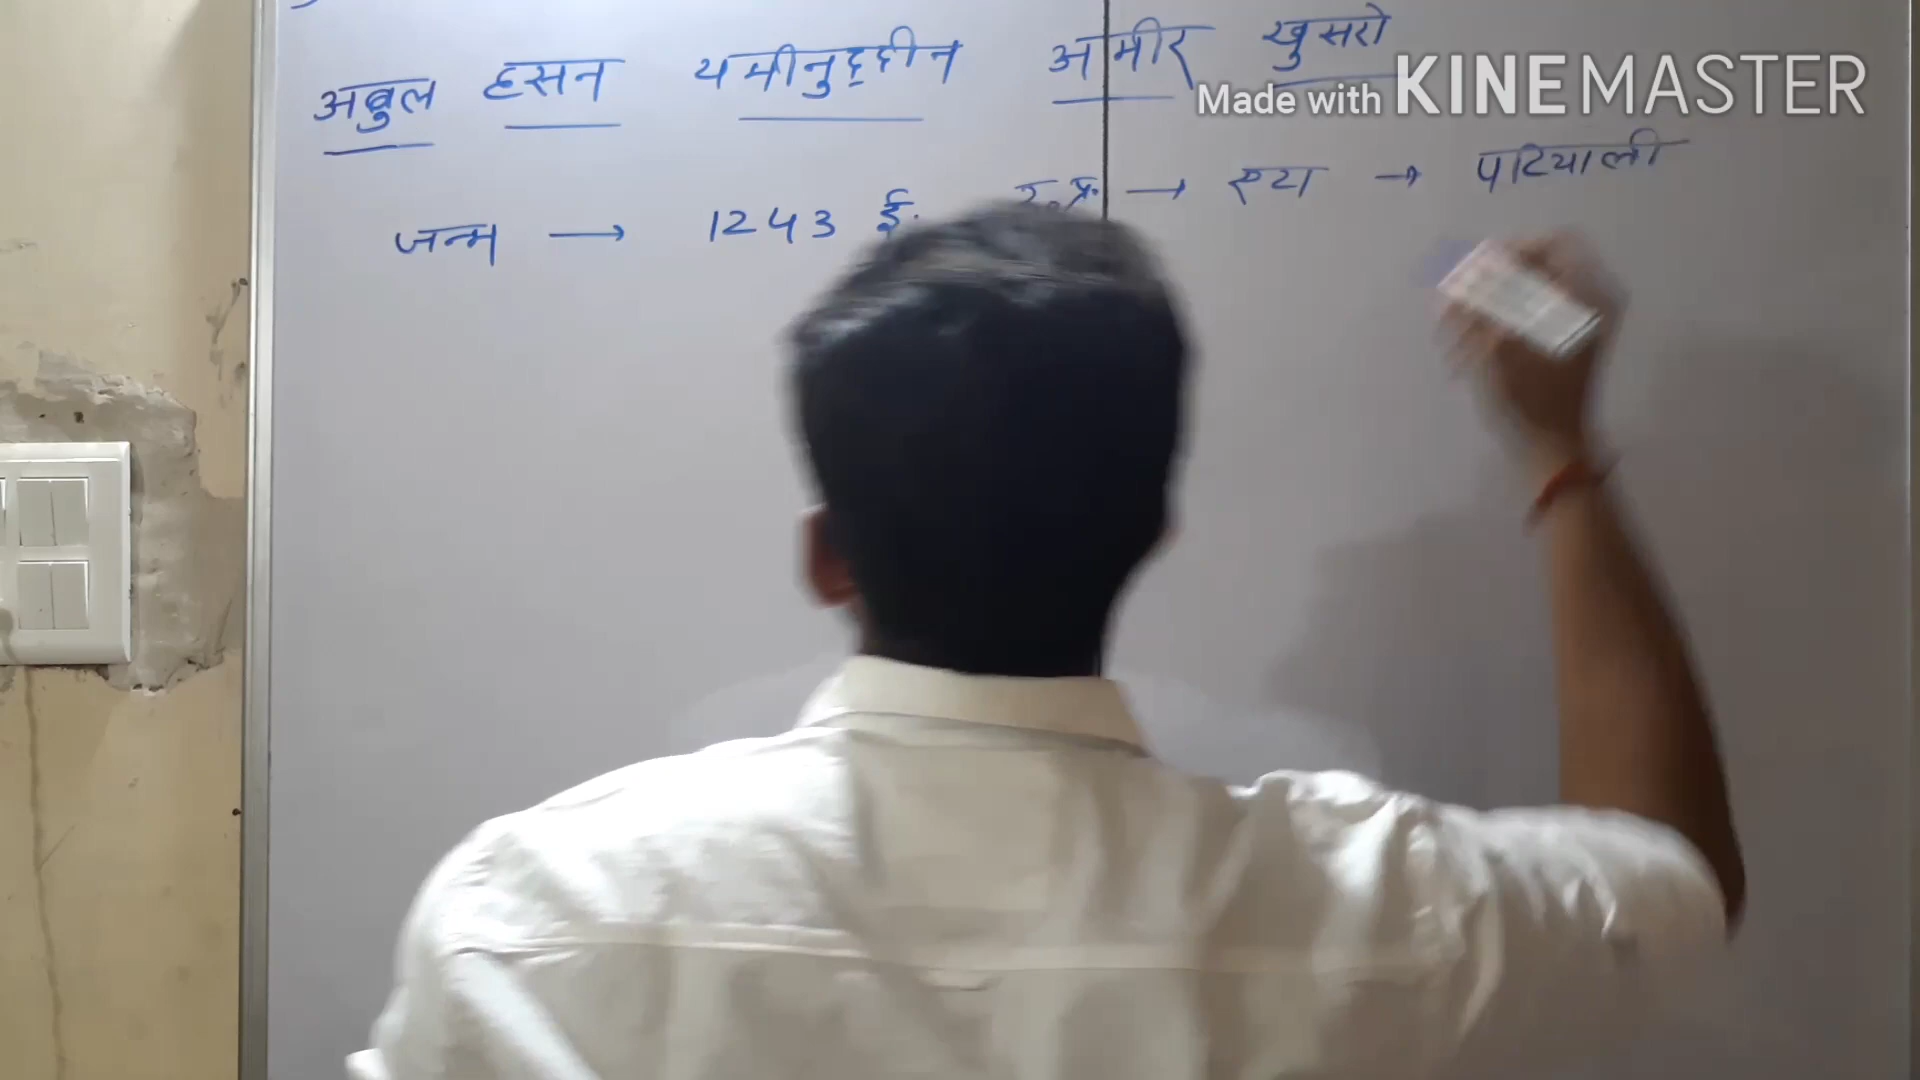 अबुल हसन यमीनुद्दीन अमीर खुसरो
Made with KINEMASTER
जन्म → 1243 ई. उ.प्र. → एटा → पटियाली